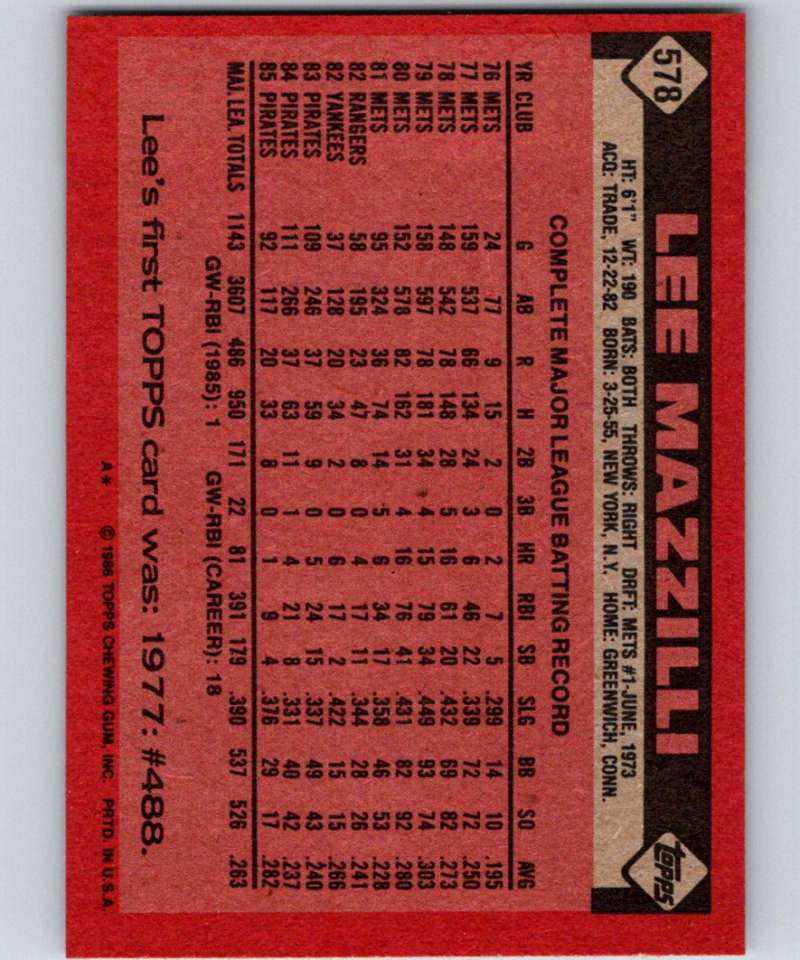 578
LEE MAZZILLI
topps
HT: 6'1" WT: 190 BATS: BOTH THROWS: RIGHT DRFT: METS #1-JUNE, 1973
ACQ: TRADE, 12-22-82 BORN: 3-25-55, NEW YORK, N.Y. HOME: GREENWICH, CONN.
COMPLETE MAJOR LEAGUE BATTING RECORD
YR CLUB G AB R H 2B 3B HR RBI SB SLG BB SO AVG
76 METS 24 77 9 15 2 0 2 7 5 .299 14 10 .195
77 METS 159 537 66 134 24 3 6 46 22 .339 72 72 .250
78 METS 148 542 78 148 28 5 16 61 20 .432 69 82 .273
79 METS 158 597 78 181 34 4 15 79 34 .449 93 74 .303
80 METS 152 578 82 162 31 4 16 76 41 .431 82 92 .280
81 METS 95 324 36 74 14 5 6 34 17 .358 46 53 .228
82 RANGERS 58 195 23 47 8 0 4 17 11 .344 28 26 .241
82 YANKEES 37 128 20 34 2 0 6 17 2 .422 15 15 .266
83 PIRATES 109 246 37 59 9 0 5 24 15 .337 49 43 .240
84 PIRATES 111 266 37 63 11 1 4 21 8 .331 40 42 .237
85 PIRATES 92 117 20 33 8 0 1 9 4 .376 29 17 .282
MAJ. LEA. TOTALS 1143 3607 486 950 171 22 81 391 179 .380 537 526 .263
GW-RBI (1985): 1 GW-RBI (CAREER): 18
Lee's first TOPPS card was: 1977: #488.
A* © 1986 TOPPS CHEWING GUM, INC. PRTD. IN U.S.A.